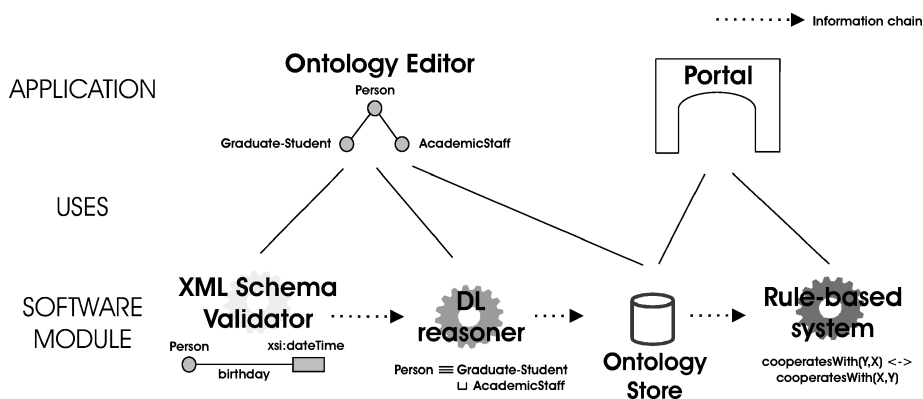 Information chain
APPLICATION
Ontology Editor
Person
Graduate-Student
AcademicStaff
Portal
USES
SOFTWARE
MODULE
XML Schema
Validator
Person
xsi:dateTime
birthday
DL
reasoner
Person ≡ Graduate-Student
⊔ AcademicStaff
Ontology
Store
Rule-based
system
cooperatesWith(Y,X) <->
cooperatesWith(X,Y)